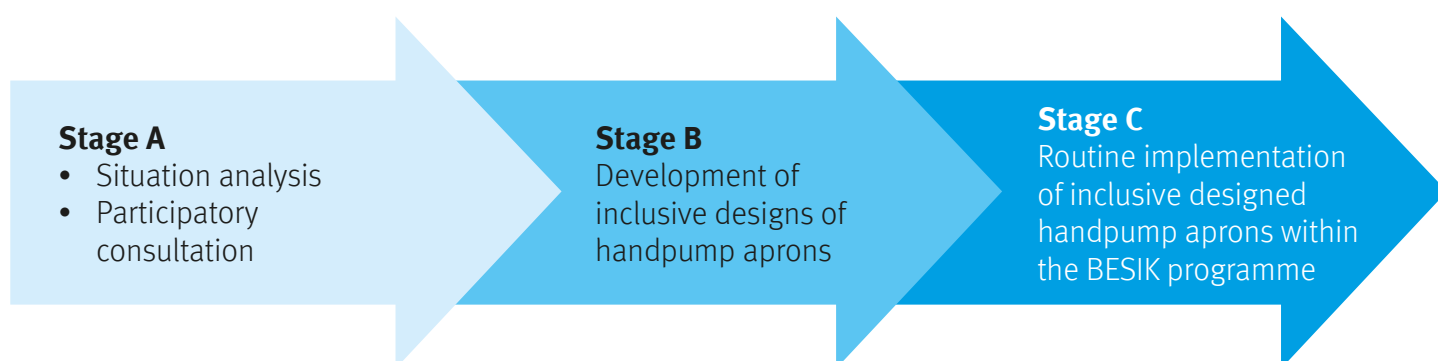 Stage A
• Situation analysis
• Participatory
consultation
Stage B
Development of
inclusive designs of
handpump aprons
Stage C
Routine implementation
of inclusive designed
handpump aprons within
the BESIK programme